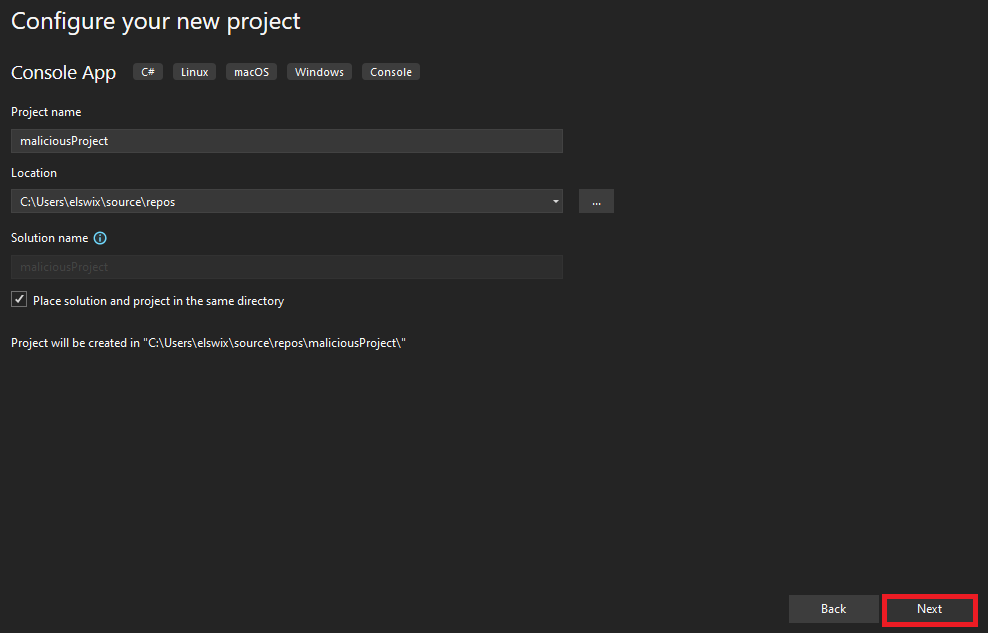 Configure your new project
Console App C# Linux macOS Windows Console
Project name
maliciousProject
Location
C:\Users\elswix\source\repos ...
Solution name
maliciousProject
Place solution and project in the same directory
Project will be created in "C:\Users\elswix\source\repos\maliciousProject\"
Back Next